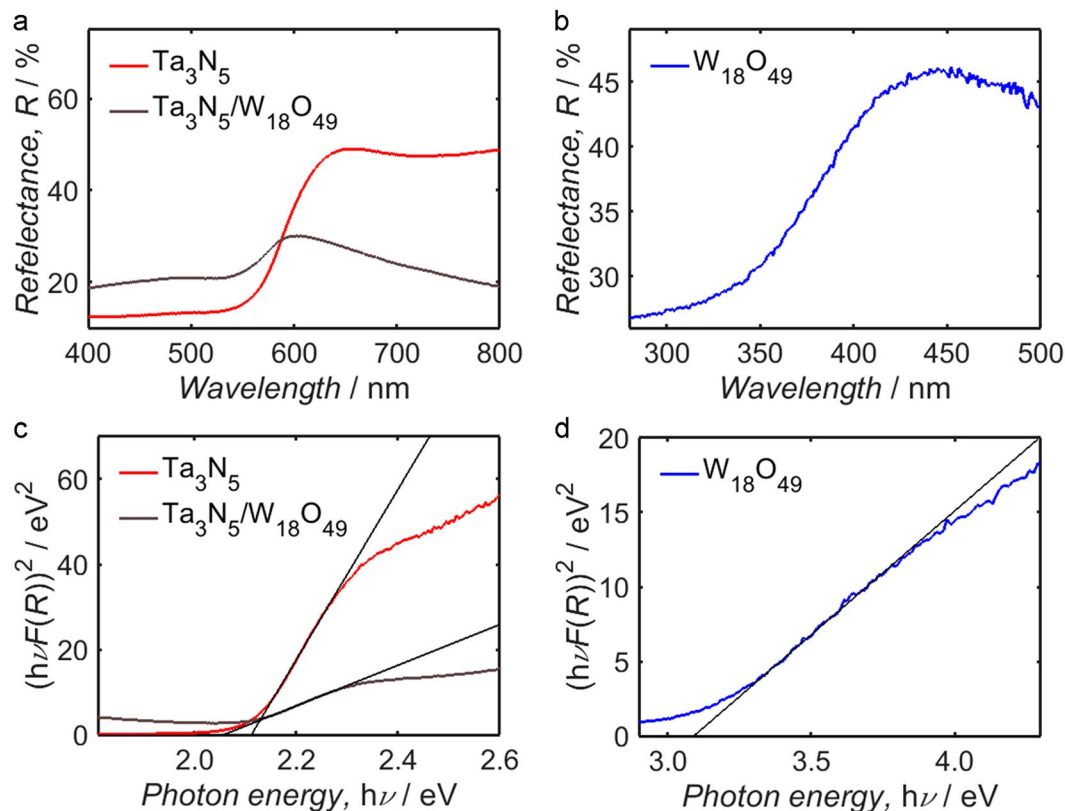 a
Refelectance, R / %
60
40
20
Ta₃N₅
Ta₃N₅/W₁₈O₄₉
400 500 600 700 800
Wavelength / nm
b
Refelectance, R / %
45
40
35
30
W₁₈O₄₉
300 350 400 450 500
Wavelength / nm
c
(hνF(R))² / eV²
60
40
20
0
Ta₃N₅
Ta₃N₅/W₁₈O₄₉
2.0 2.2 2.4 2.6
Photon energy, hν / eV
d
(hνF(R))² / eV²
20
15
10
5
0
W₁₈O₄₉
3.0 3.5 4.0
Photon energy, hν / eV